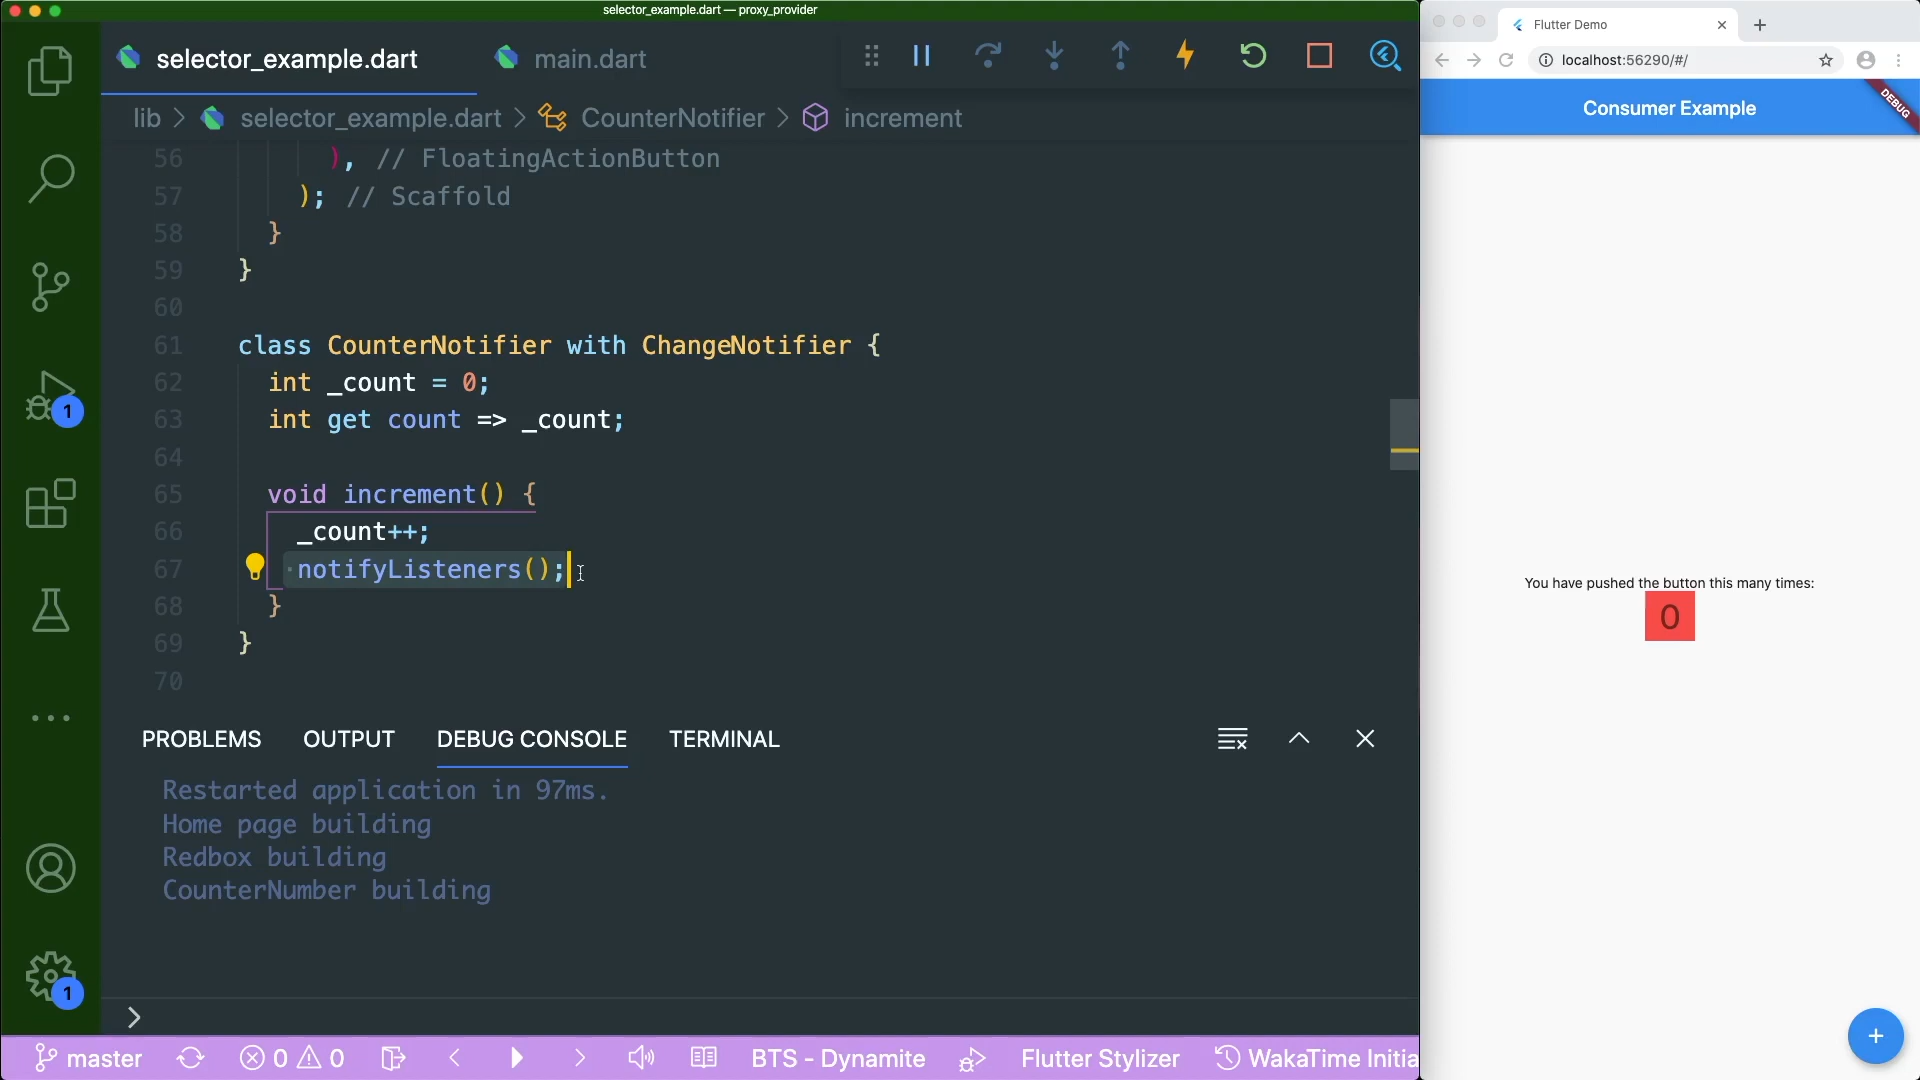 selector_example.dart — proxy_provider
selector_example.dart
main.dart
lib > selector_example.dart > CounterNotifier > increment
56 ), // FloatingActionButton
57 ); // Scaffold
58 }
59 }
60
61 class CounterNotifier with ChangeNotifier {
62 int _count = 0;
63 int get count => _count;
64
65 void increment() {
66 _count++;
67 notifyListeners();
68 }
69 }
70
1
1
PROBLEMS OUTPUT DEBUG CONSOLE TERMINAL
Restarted application in 97ms.
Home page building
Redbox building
CounterNumber building
>
master 0 0 BTS - Dynamite Flutter Stylizer WakaTime Initia
Flutter Demo
localhost:56290/#/
Consumer Example
DEBUG
You have pushed the button this many times:
0
+